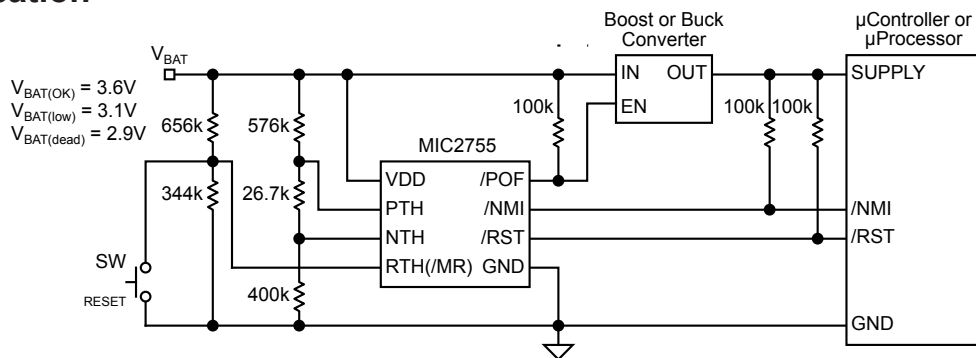 Boost or Buck
Converter
µController or
µProcessor
VBAT
VBAT(OK) = 3.6V
VBAT(low) = 3.1V
VBAT(dead) = 2.9V
IN OUT
EN
SUPPLY
656k
576k
100k
100k
100k
MIC2755
VDD /POF
344k
26.7k
PTH /NMI
/NMI
NTH /RST
/RST
RTH(/MR) GND
SW
RESET
400k
GND